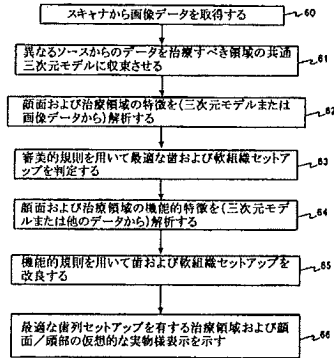 スキャナから画像データを取得する
60
異なるソースからのデータを治療すべき領域の共通
三次元モデルに収束させる
61
顔面および治療領域の特徴を(三次元モデルまたは
画像データから)解析する
62
審美的規則を用いて最適な歯および軟組織セットアッ
プを判定する
63
顔面および治療領域の機能的特徴を(三次元モデ
ルまたは他のデータから)解析する
64
機能的規則を用いて歯および軟組織セットアップを
改良する
65
最適な歯列セットアップを有する治療領域および顔
面/頭部の仮想的な実物様表示を示す
66